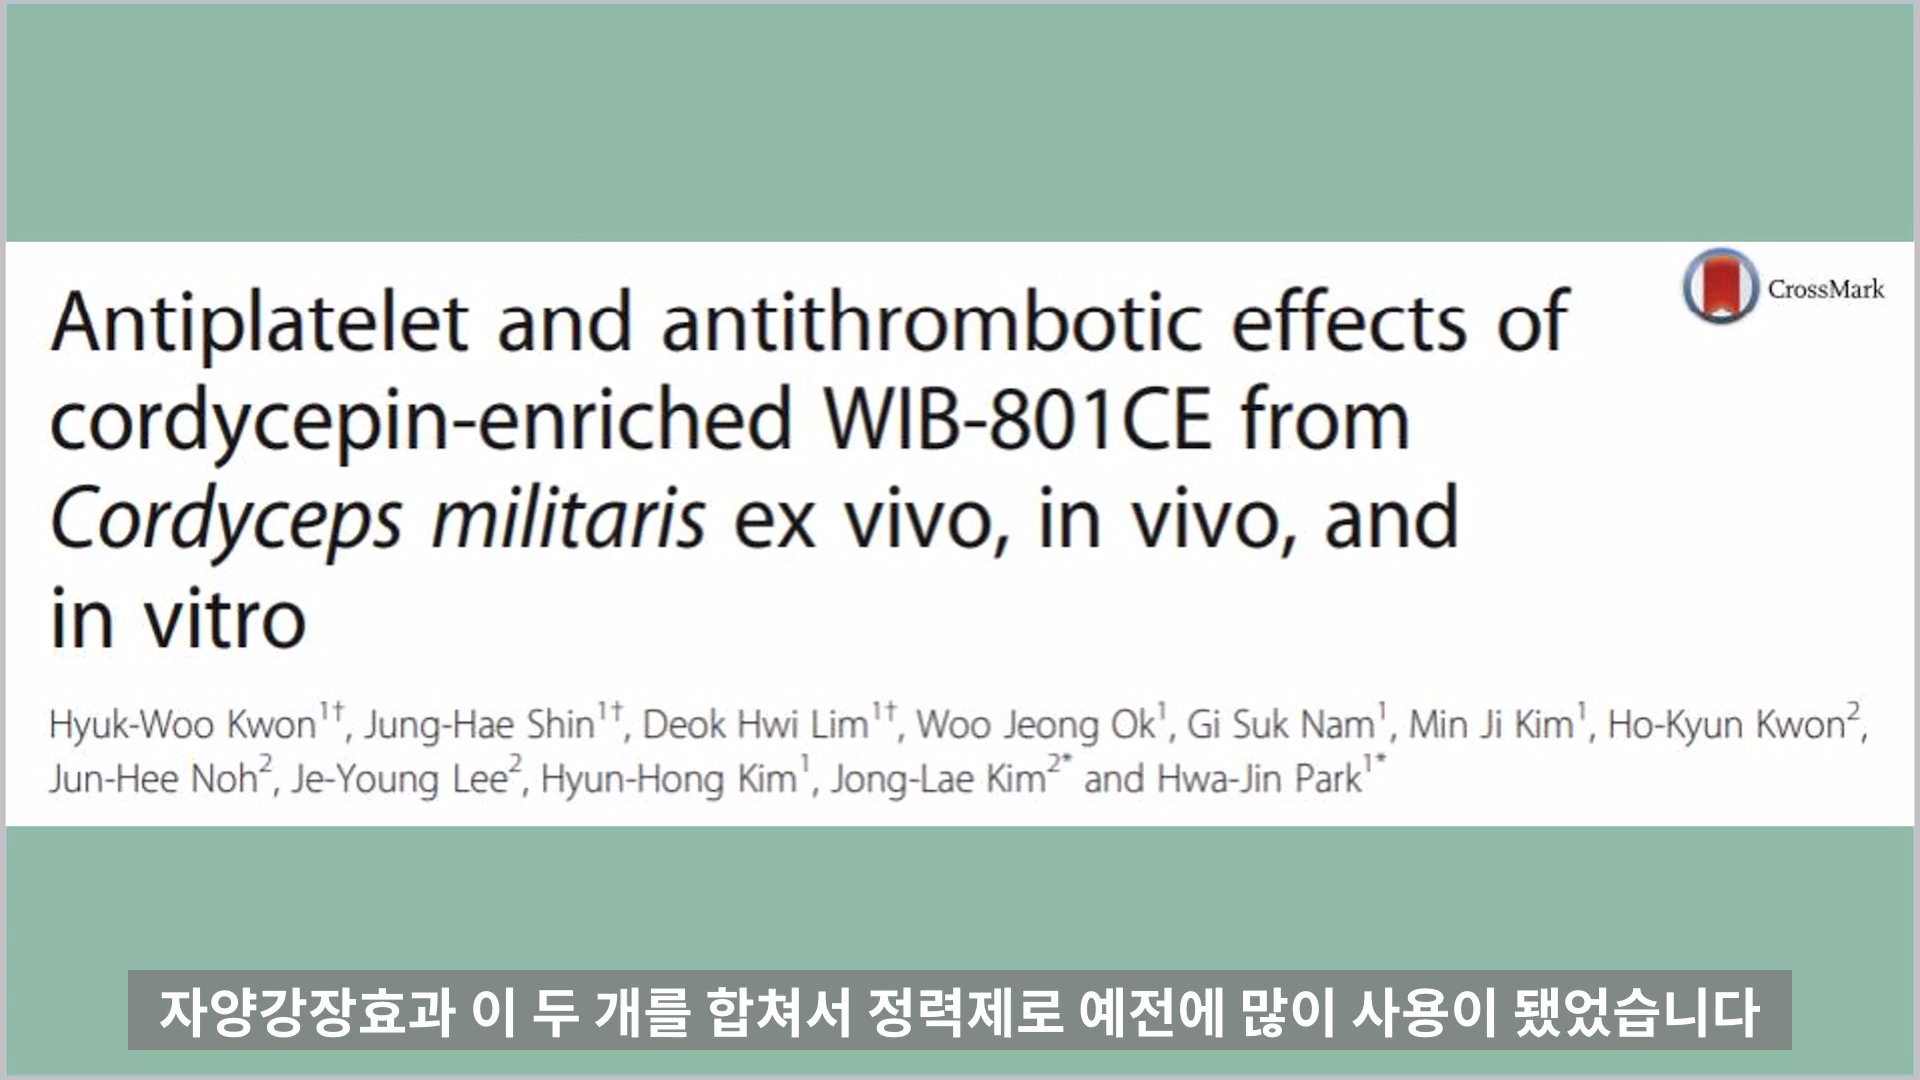 CrossMark
Antiplatelet and antithrombotic effects of
cordycepin-enriched WIB-801CE from
Cordyceps militaris ex vivo, in vivo, and
in vitro
Hyuk-Woo Kwon1†, Jung-Hae Shin1†, Deok Hwi Lim1†, Woo Jeong Ok1, Gi Suk Nam1, Min Ji Kim1, Ho-Kyun Kwon2,
Jun-Hee Noh2, Je-Young Lee2, Hyun-Hong Kim1, Jong-Lae Kim2* and Hwa-Jin Park1*
자양강장효과 이 두 개를 합쳐서 정력제로 예전에 많이 사용이 됐었습니다